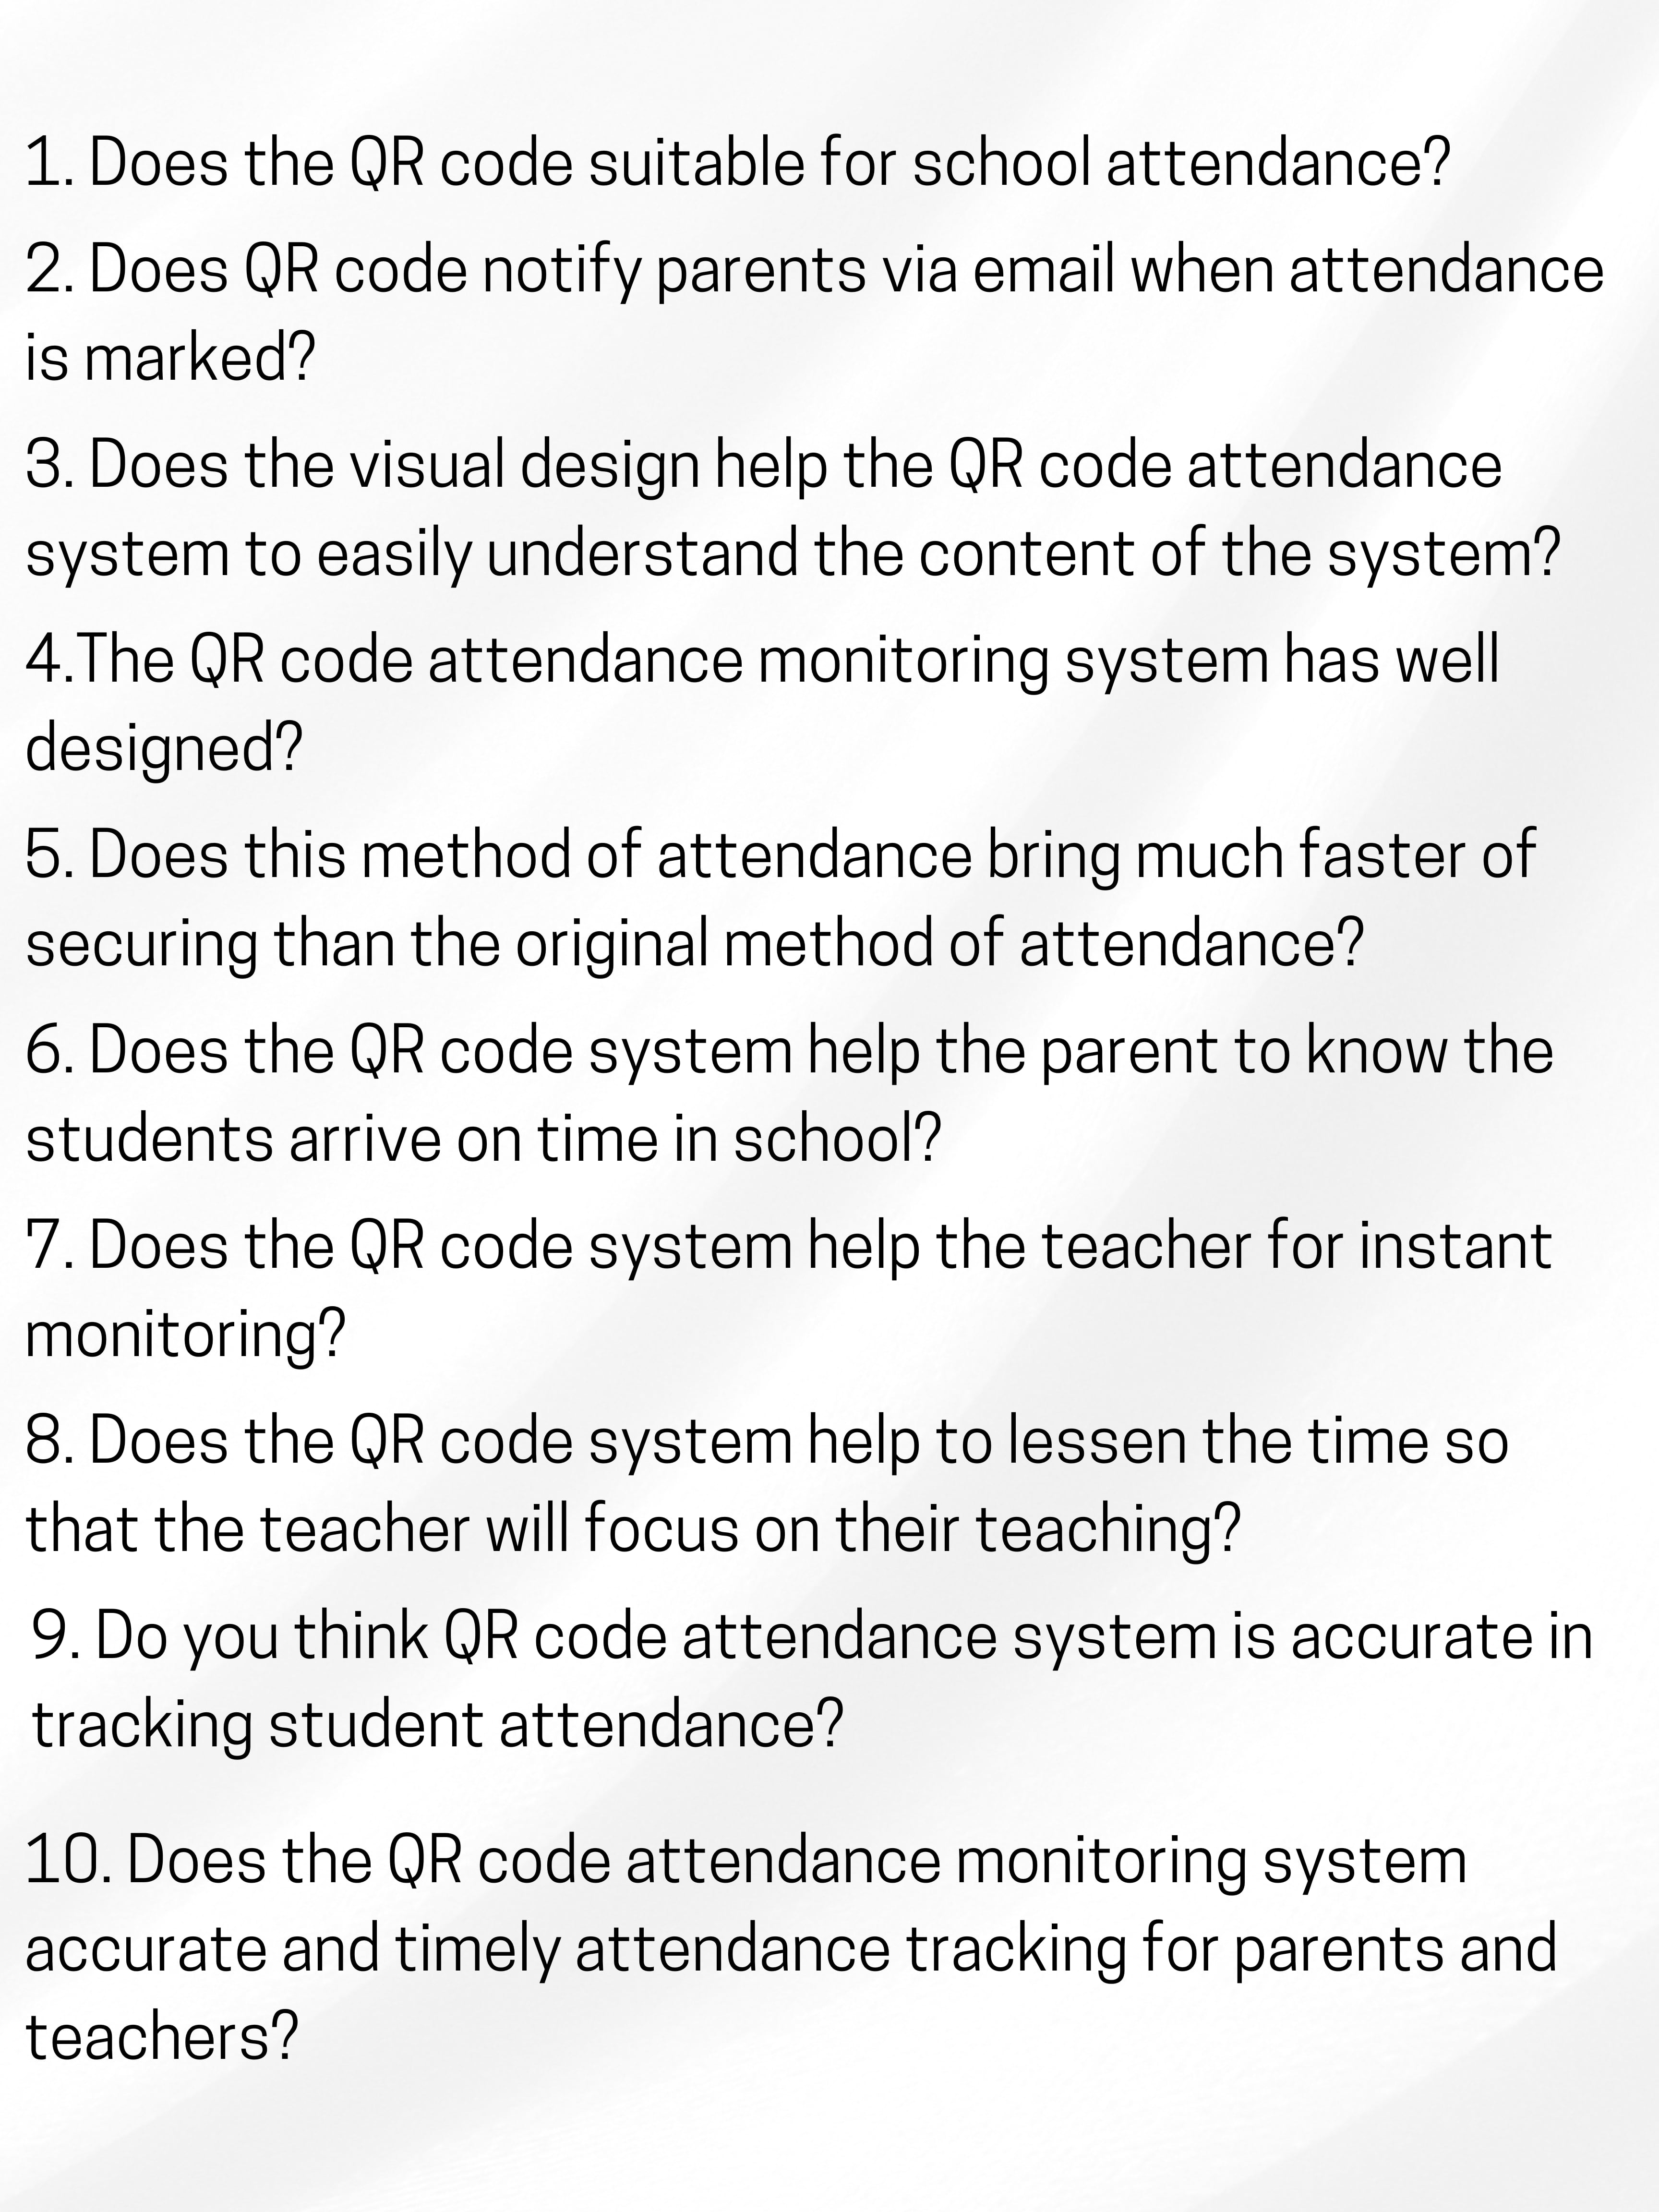 1. Does the QR code suitable for school attendance?
2. Does QR code notify parents via email when attendance
is marked?
3. Does the visual design help the QR code attendance
system to easily understand the content of the system?
4.The QR code attendance monitoring system has well
designed?
5. Does this method of attendance bring much faster of
securing than the original method of attendance?
6. Does the QR code system help the parent to know the
students arrive on time in school?
7. Does the QR code system help the teacher for instant
monitoring?
8. Does the QR code system help to lessen the time so
that the teacher will focus on their teaching?
9. Do you think QR code attendance system is accurate in
tracking student attendance?
10. Does the QR code attendance monitoring system
accurate and timely attendance tracking for parents and
teachers?